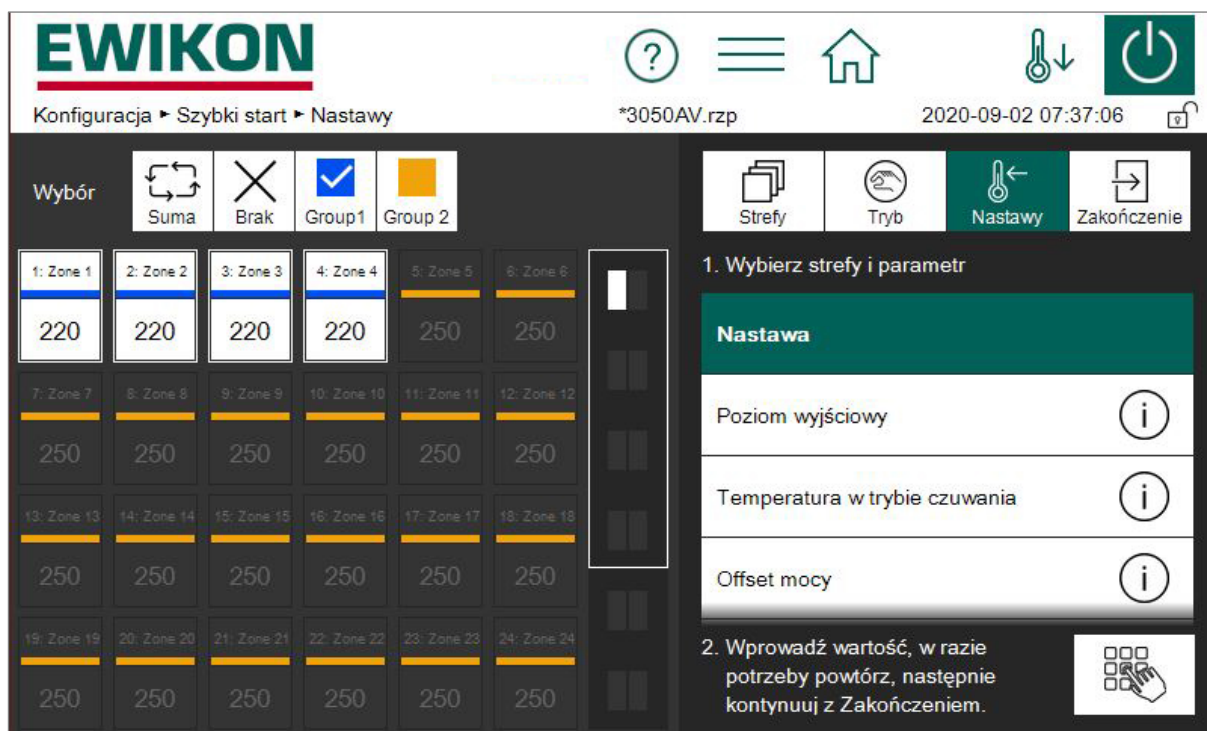 EWIKON
?
Konfiguracja ► Szybki start ► Nastawy
*3050AV.rzp
2020-09-02 07:37:06
Wybór
Suma
Brak
Group1
Group 2
Strefy
Tryb
Nastawy
Zakończenie
1: Zone 1
2: Zone 2
3: Zone 3
4: Zone 4
5: Zone 5
6: Zone 6
220
220
220
220
250
250
7: Zone 7
8: Zone 8
9: Zone 9
10: Zone 10
11: Zone 11
12: Zone 12
250
250
250
250
250
250
13: Zone 13
14: Zone 14
15: Zone 15
16: Zone 16
17: Zone 17
18: Zone 18
250
250
250
250
250
250
19: Zone 19
20: Zone 20
21: Zone 21
22: Zone 22
23: Zone 23
24: Zone 24
250
250
250
250
250
250
1. Wybierz strefy i parametr
Nastawa
Poziom wyjściowy
i
Temperatura w trybie czuwania
i
Offset mocy
i
2. Wprowadź wartość, w razie
potrzeby powtórz, następnie
kontynuuj z Zakończeniem.